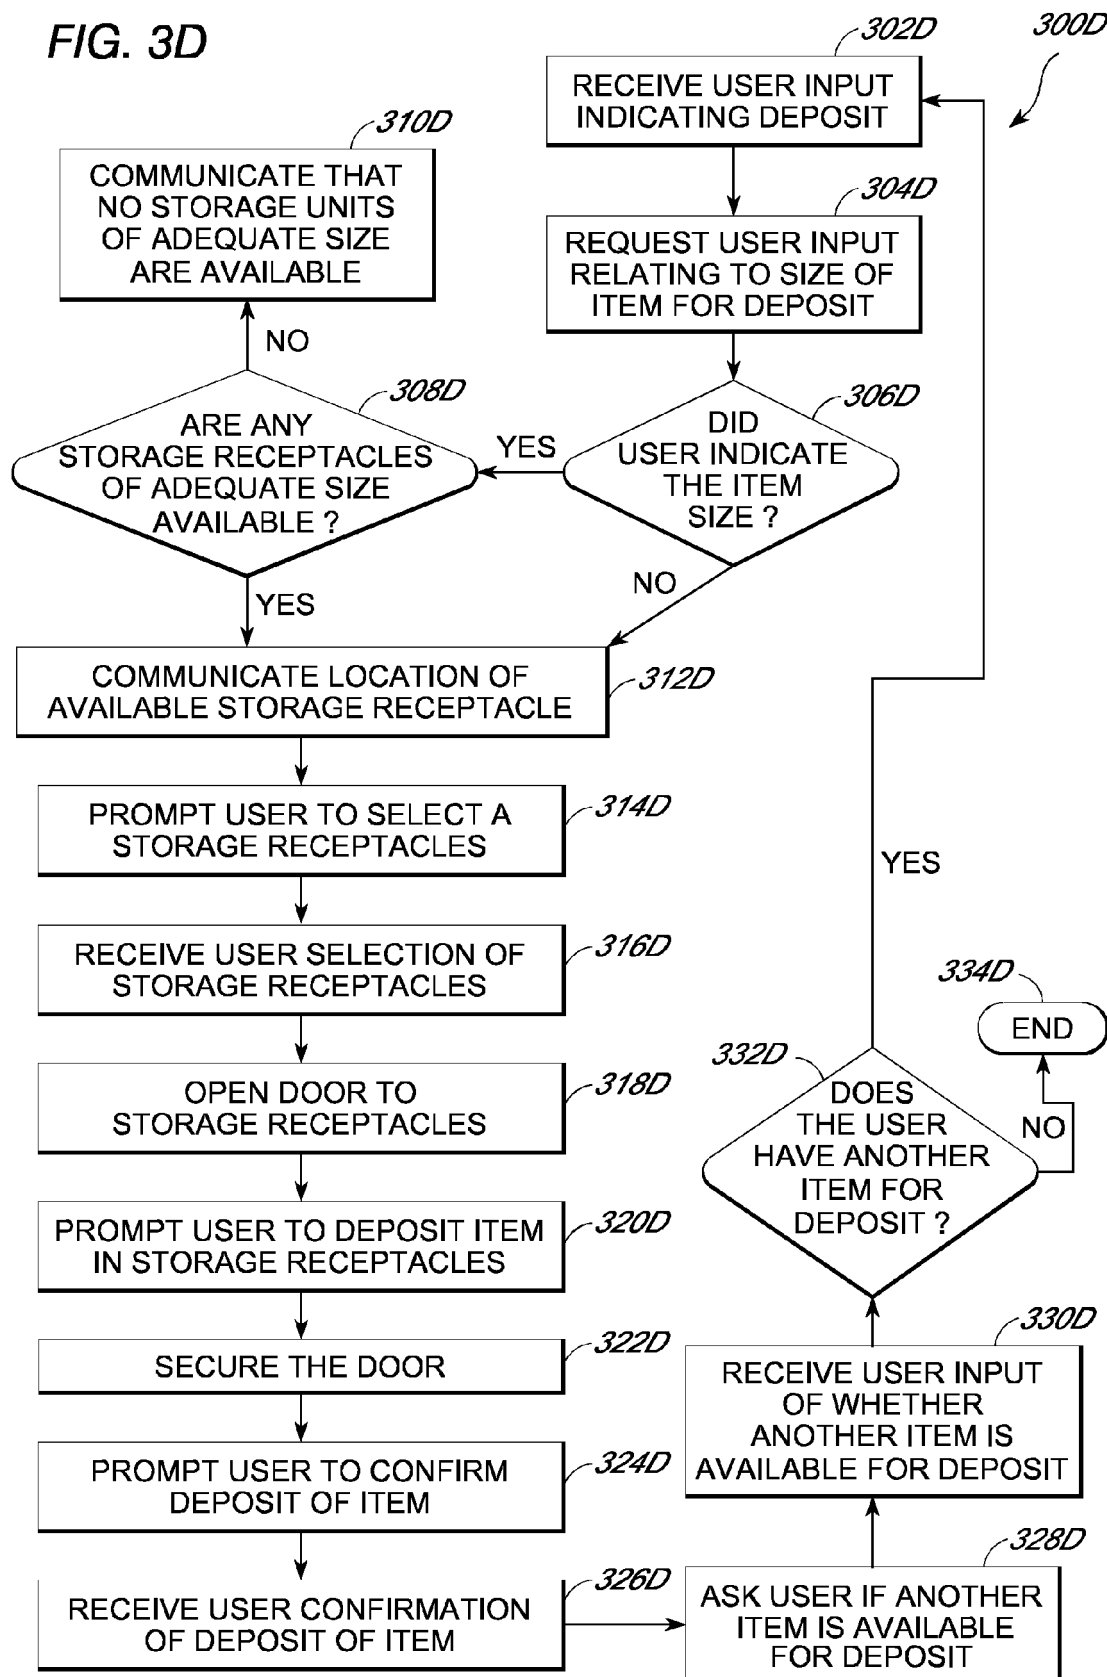 FIG. 3D
300D
302D
RECEIVE USER INPUT
INDICATING DEPOSIT
304D
REQUEST USER INPUT
RELATING TO SIZE OF
ITEM FOR DEPOSIT
306D
DID
USER INDICATE
THE ITEM
SIZE ?
YES
NO
308D
ARE ANY
STORAGE RECEPTACLES
OF ADEQUATE SIZE
AVAILABLE ?
NO
YES
310D
COMMUNICATE THAT
NO STORAGE UNITS
OF ADEQUATE SIZE
ARE AVAILABLE
312D
COMMUNICATE LOCATION OF
AVAILABLE STORAGE RECEPTACLE
314D
PROMPT USER TO SELECT A
STORAGE RECEPTACLES
316D
RECEIVE USER SELECTION OF
STORAGE RECEPTACLES
318D
OPEN DOOR TO
STORAGE RECEPTACLES
320D
PROMPT USER TO DEPOSIT ITEM
IN STORAGE RECEPTACLES
322D
SECURE THE DOOR
324D
PROMPT USER TO CONFIRM
DEPOSIT OF ITEM
326D
RECEIVE USER CONFIRMATION
OF DEPOSIT OF ITEM
328D
ASK USER IF ANOTHER
ITEM IS AVAILABLE
FOR DEPOSIT
330D
RECEIVE USER INPUT
OF WHETHER
ANOTHER ITEM IS
AVAILABLE FOR DEPOSIT
332D
DOES
THE USER
HAVE ANOTHER
ITEM FOR
DEPOSIT ?
YES
NO
334D
END